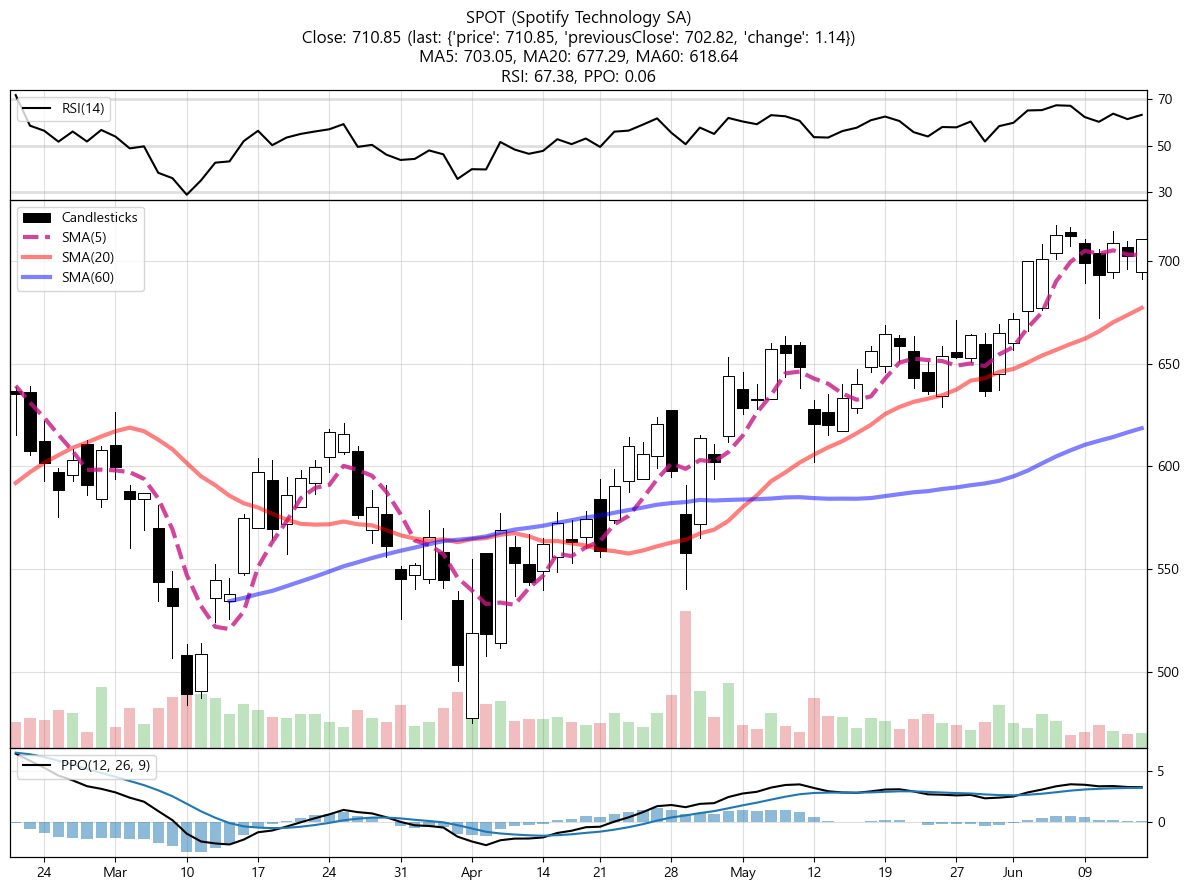 SPOT (Spotify Technology SA)
Close: 710.85 (last: {'price': 710.85, 'previousClose': 702.82, 'change': 1.14})
MA5: 703.05, MA20: 677.29, MA60: 618.64
RSI: 67.38, PPO: 0.06
RSI(14)
70
50
30
Candlesticks
SMA(5)
SMA(20)
SMA(60)
700
650
600
550
500
PPO(12, 26, 9)
5
0
24 Mar 10 17 24 31 Apr 14 21 28 May 12 19 27 Jun 09